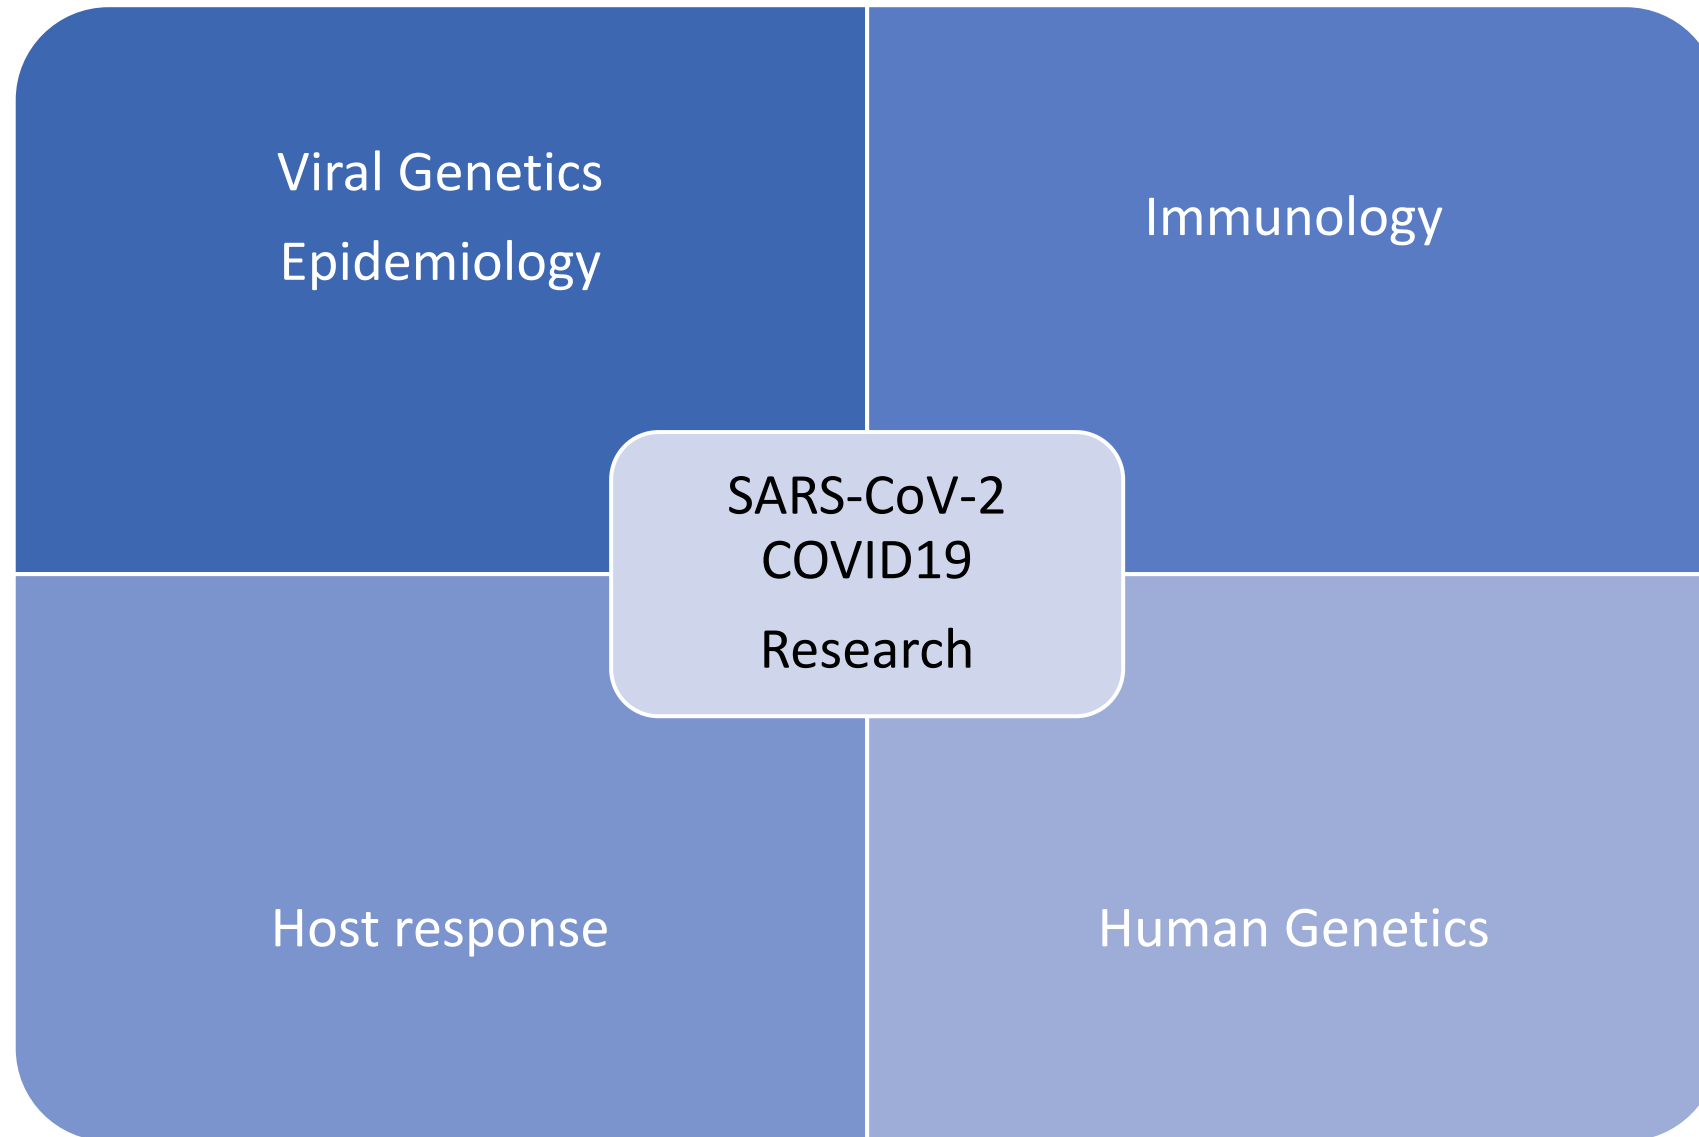 Viral Genetics
Epidemiology
Immunology
SARS-CoV-2
COVID19
Research
Host response
Human Genetics